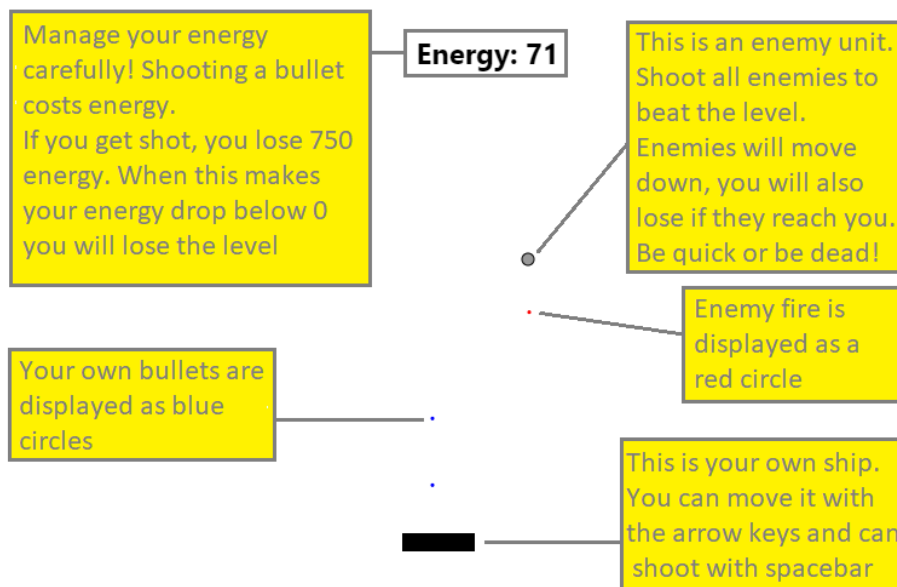 Manage your energy
carefully! Shooting a bullet
costs energy.
If you get shot, you lose 750
energy. When this makes
your energy drop below 0
you will lose the level
Energy: 71
This is an enemy unit.
Shoot all enemies to
beat the level.
Enemies will move
down, you will also
lose if they reach you.
Be quick or be dead!
Enemy fire is
displayed as a
red circle
Your own bullets are
displayed as blue
circles
This is your own ship.
You can move it with
the arrow keys and can
shoot with spacebar